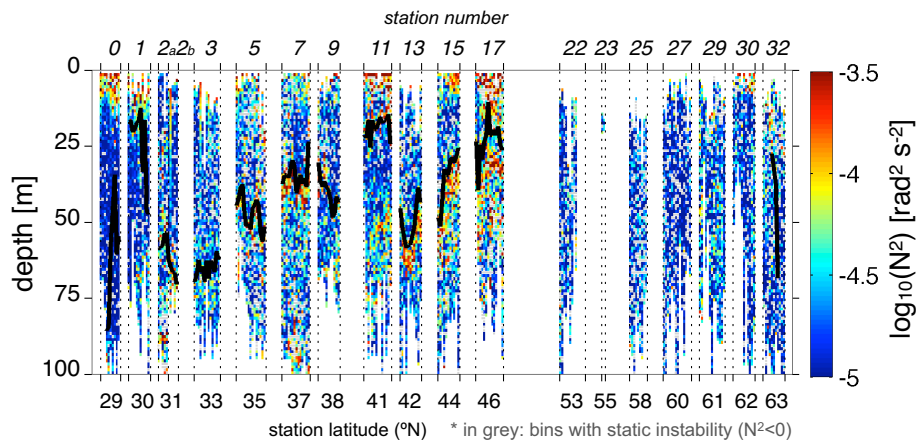 station number
0 1 2a2b 3 5 7 9 11 13 15 17 22 23 25 27 29 30 32
0
25
50
75
100
depth [m]
29 30 31 33 35 37 38 41 42 44 46 53 55 58 60 61 62 63
station latitude (ºN) * in grey: bins with static instability (N²<0)
-3.5
-4
-4.5
-5
log₁₀(N²) [rad² s⁻²]